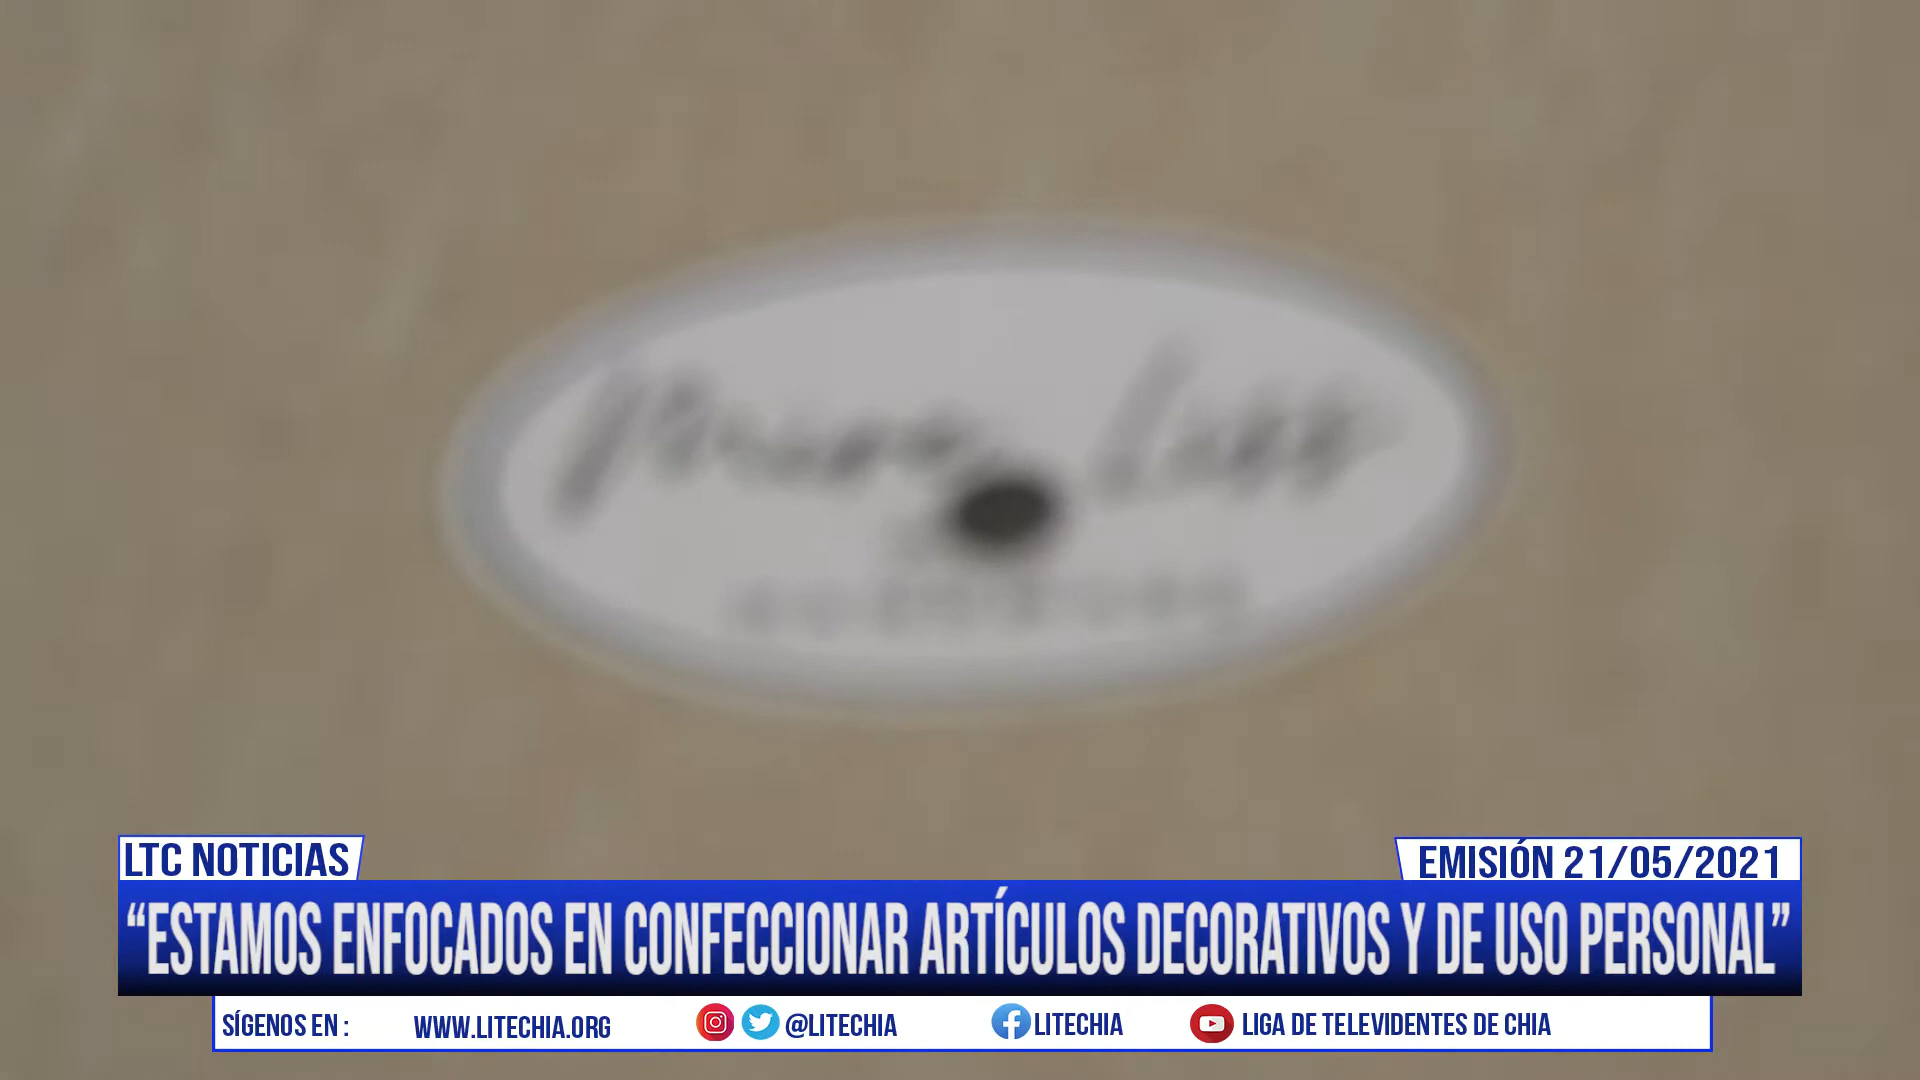 LTC NOTICIAS
EMISIÓN 21/05/2021
“ESTAMOS ENFOCADOS EN CONFECCIONAR ARTÍCULOS DECORATIVOS Y DE USO PERSONAL”
SÍGENOS EN : WWW.LITECHIA.ORG @LITECHIA LITECHIA LIGA DE TELEVIDENTES DE CHIA